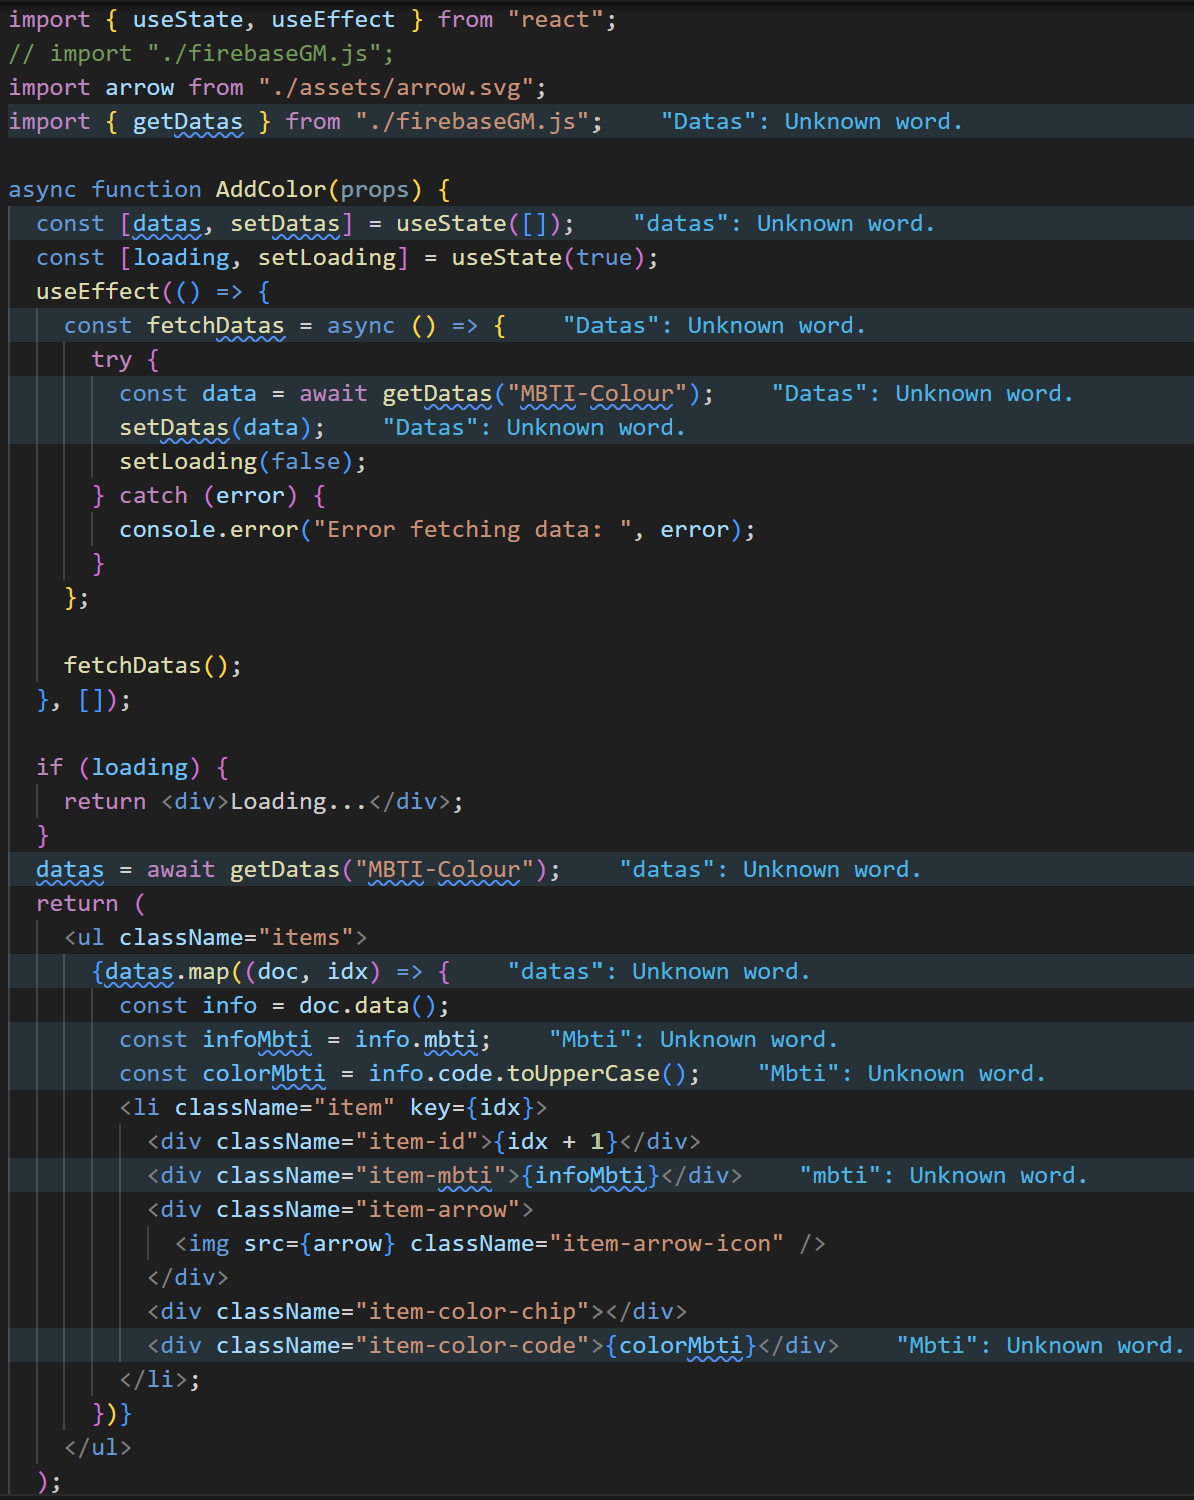 import { useState, useEffect } from "react";
// import "./firebaseGM.js";
import arrow from "./assets/arrow.svg";
import { getDatas } from "./firebaseGM.js";    "Datas": Unknown word.

async function AddColor(props) {
  const [datas, setDatas] = useState([]);    "datas": Unknown word.
  const [loading, setLoading] = useState(true);
  useEffect(() => {
    const fetchDatas = async () => {    "Datas": Unknown word.
      try {
        const data = await getDatas("MBTI-Colour");    "Datas": Unknown word.
        setDatas(data);    "Datas": Unknown word.
        setLoading(false);
      } catch (error) {
        console.error("Error fetching data: ", error);
      }
    };

    fetchDatas();
  }, []);

  if (loading) {
    return <div>Loading...</div>;
  }
  datas = await getDatas("MBTI-Colour");    "datas": Unknown word.
  return (
    <ul className="items">
      {datas.map((doc, idx) => {    "datas": Unknown word.
        const info = doc.data();
        const infoMbti = info.mbti;    "Mbti": Unknown word.
        const colorMbti = info.code.toUpperCase();    "Mbti": Unknown word.
        <li className="item" key={idx}>
          <div className="item-id">{idx + 1}</div>
          <div className="item-mbti">{infoMbti}</div>    "mbti": Unknown word.
          <div className="item-arrow">
            <img src={arrow} className="item-arrow-icon" />
          </div>
          <div className="item-color-chip"></div>
          <div className="item-color-code">{colorMbti}</div>    "Mbti": Unknown word.
        </li>;
      })}
    </ul>
  );